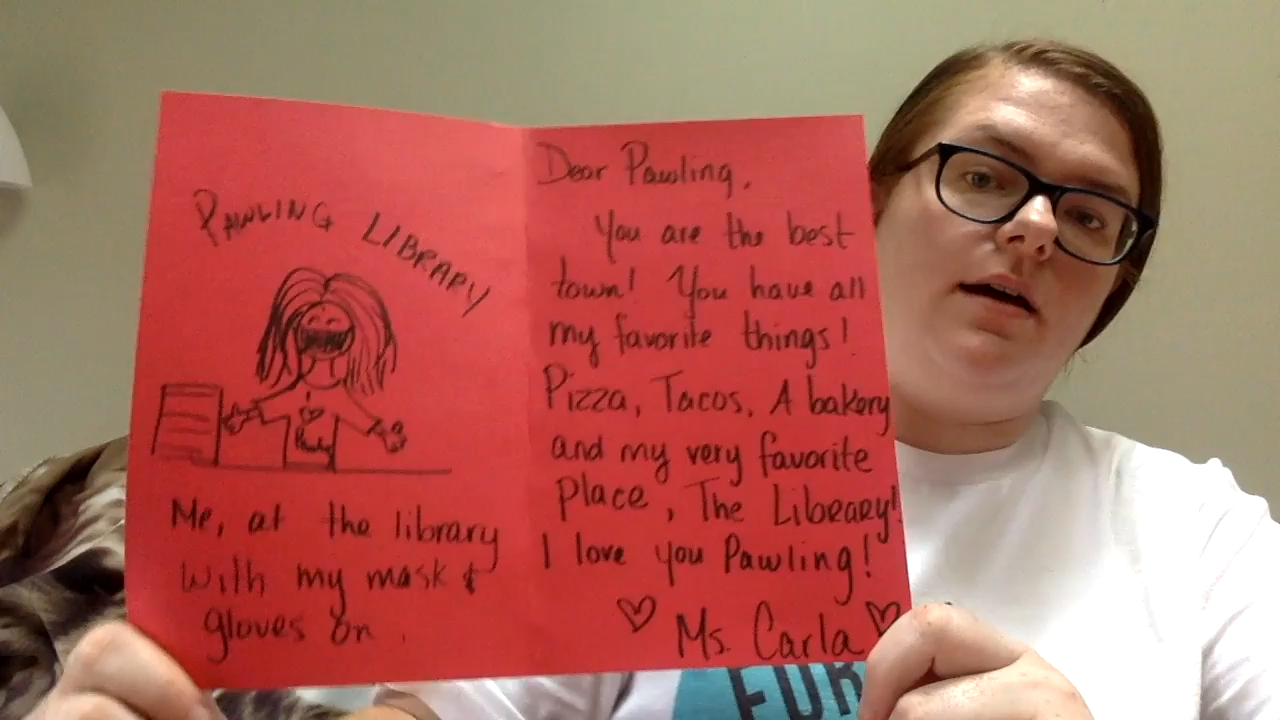 PAWLING LIBRARY
Me, at the library
with my mask &
gloves on.
Dear Pawling,
You are the best
town! You have all
my favorite things!
Pizza, Tacos, A bakery
and my very favorite
Place, The Library!
I love you Pawling!
Ms. Carla
FUR